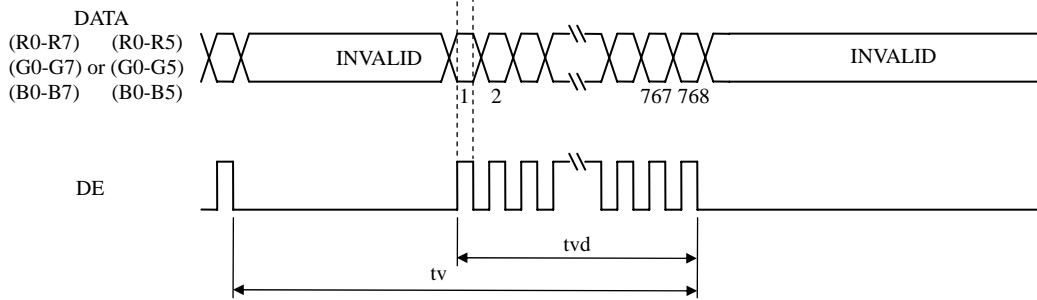 DATA
(R0-R7) (R0-R5)
(G0-G7) or (G0-G5)
(B0-B7) (B0-B5)
INVALID
INVALID
1 2 767 768
DE
tvd
tv